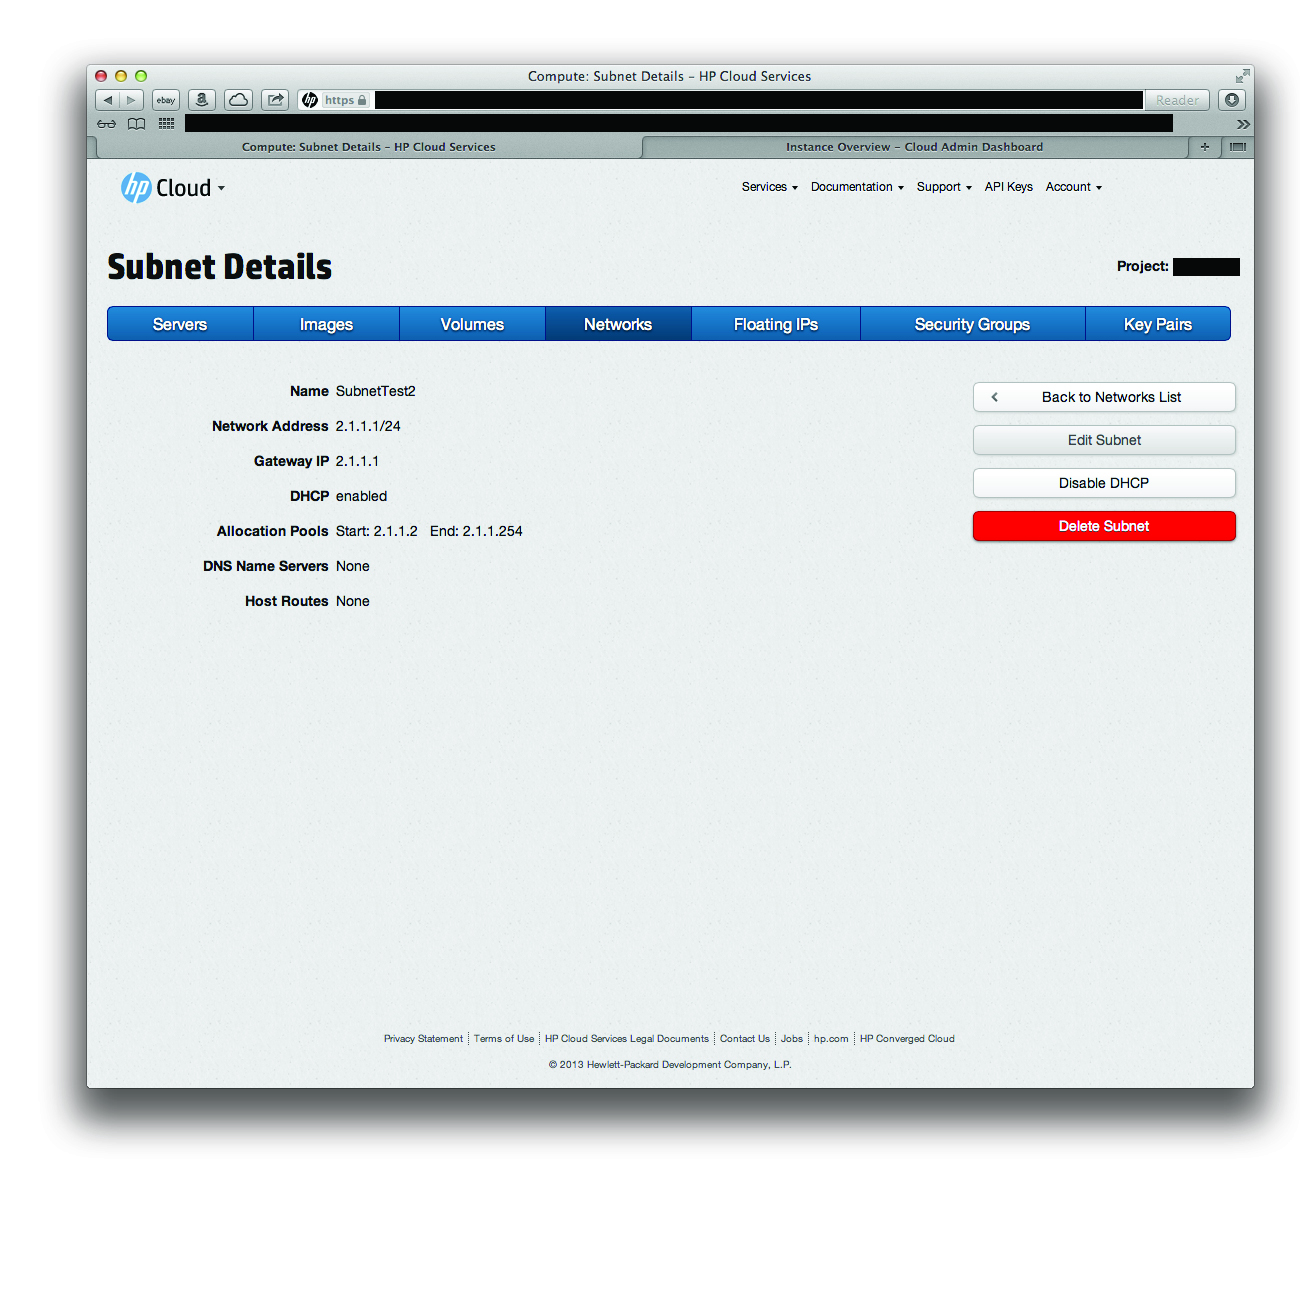 Compute: Subnet Details – HP Cloud Services
ebay a hp https Reader
Compute: Subnet Details – HP Cloud Services Instance Overview – Cloud Admin Dashboard +
hp Cloud Services Documentation Support API Keys Account
Subnet Details Project:
Servers Images Volumes Networks Floating IPs Security Groups Key Pairs
Name SubnetTest2 Back to Networks List
Network Address 2.1.1.1/24 Edit Subnet
Gateway IP 2.1.1.1
DHCP enabled Disable DHCP
Allocation Pools Start: 2.1.1.2 End: 2.1.1.254 Delete Subnet
DNS Name Servers None
Host Routes None
Privacy Statement Terms of Use HP Cloud Services Legal Documents Contact Us Jobs hp.com HP Converged Cloud
© 2013 Hewlett-Packard Development Company, L.P.